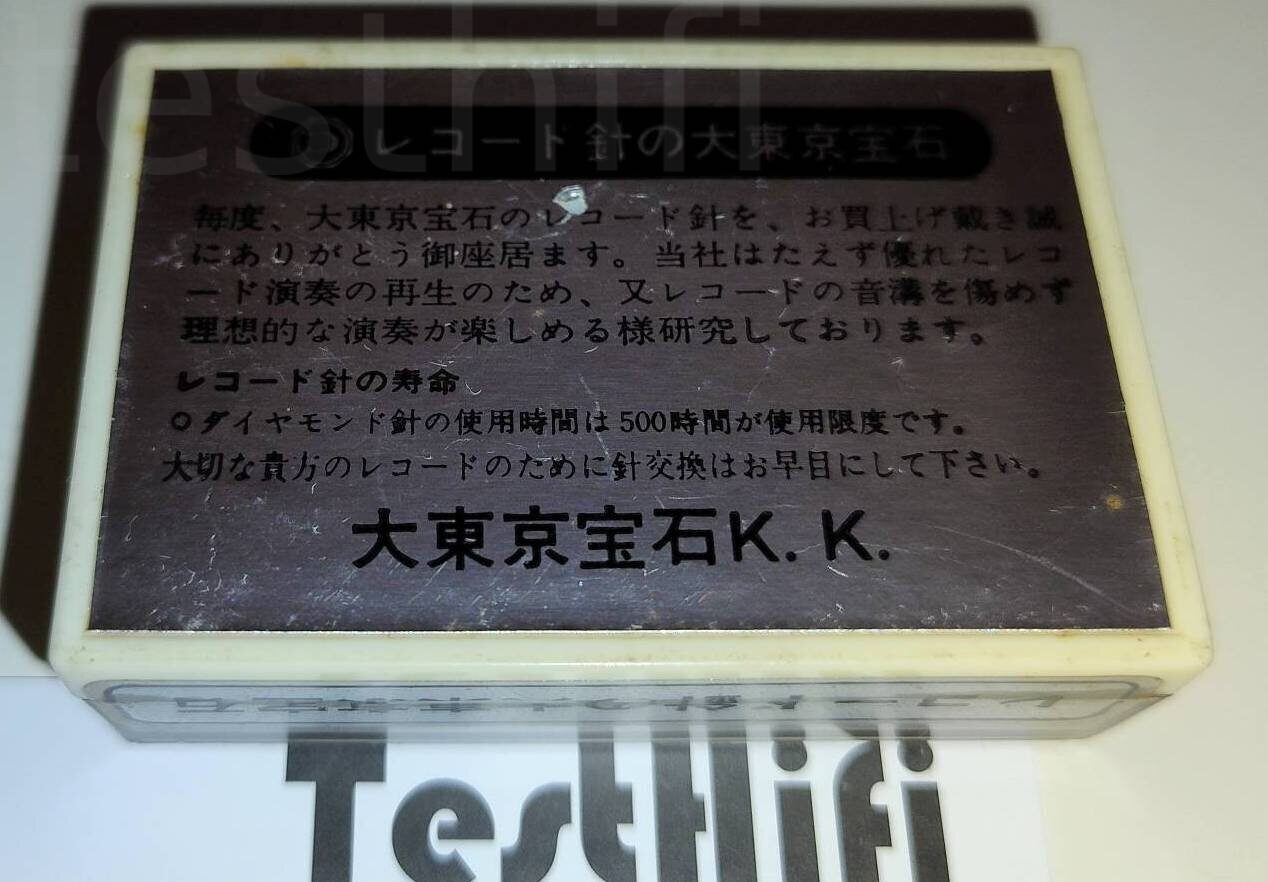 testhifi
◎レコード針の大東京宝石
毎度、大東京宝石のレコード針を、お買上げ戴き誠
にありがとう御座居ます。当社はたえず優れたレコ
ード演奏の再生のため、又レコードの音溝を傷めず
理想的な演奏が楽しめる様研究しております。
レコード針の寿命
○ダイヤモンド針の使用時間は500時間が使用限度です。
大切な貴方のレコードのために針交換はお早目にして下さい。
大東京宝石K.K.
TestHifi